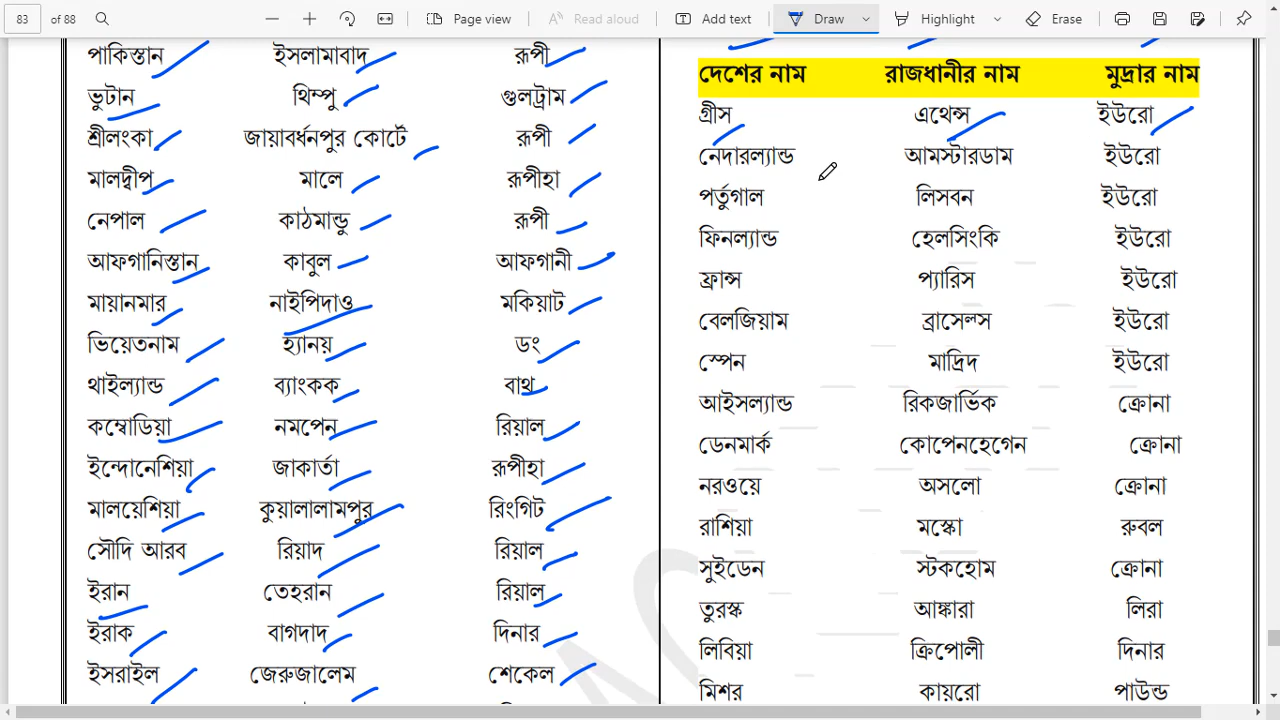 83 of 88 Page view Read aloud Add text Draw Highlight Erase
পাকিস্তান ইসলামাবাদ রূপী
ভুটান থিম্পু গুলট্রাম
শ্রীলংকা জায়াবর্ধনপুর কোর্টে রূপী
মালদ্বীপ মালে রূপীহা
নেপাল কাঠমান্ডু রূপী
আফগানিস্তান কাবুল আফগানী
মায়ানমার নাইপিদাও মকিয়াট
ভিয়েতনাম হ্যানয় ডং
থাইল্যান্ড ব্যাংকক বাথ
কম্বোডিয়া নমপেন রিয়াল
ইন্দোনেশিয়া জাকার্তা রূপীহা
মালয়েশিয়া কুয়ালালামপুর রিংগিট
সৌদি আরব রিয়াদ রিয়াল
ইরান তেহরান রিয়াল
ইরাক বাগদাদ দিনার
ইসরাইল জেরুজালেম শেকেল
দেশের নাম রাজধানীর নাম মুদ্রার নাম
গ্রীস এথেন্স ইউরো
নেদারল্যান্ড আমস্টারডাম ইউরো
পর্তুগাল লিসবন ইউরো
ফিনল্যান্ড হেলসিংকি ইউরো
ফ্রান্স প্যারিস ইউরো
বেলজিয়াম ব্রাসেলস ইউরো
স্পেন মাদ্রিদ ইউরো
আইসল্যান্ড রিকজার্ভিক ক্রোনা
ডেনমার্ক কোপেনহেগেন ক্রোনা
নরওয়ে অসলো ক্রোনা
রাশিয়া মস্কো রুবল
সুইডেন স্টকহোম ক্রোনা
তুরস্ক আঙ্কারা লিরা
লিবিয়া ক্রিপোলী দিনার
মিশর কায়রো পাউন্ড